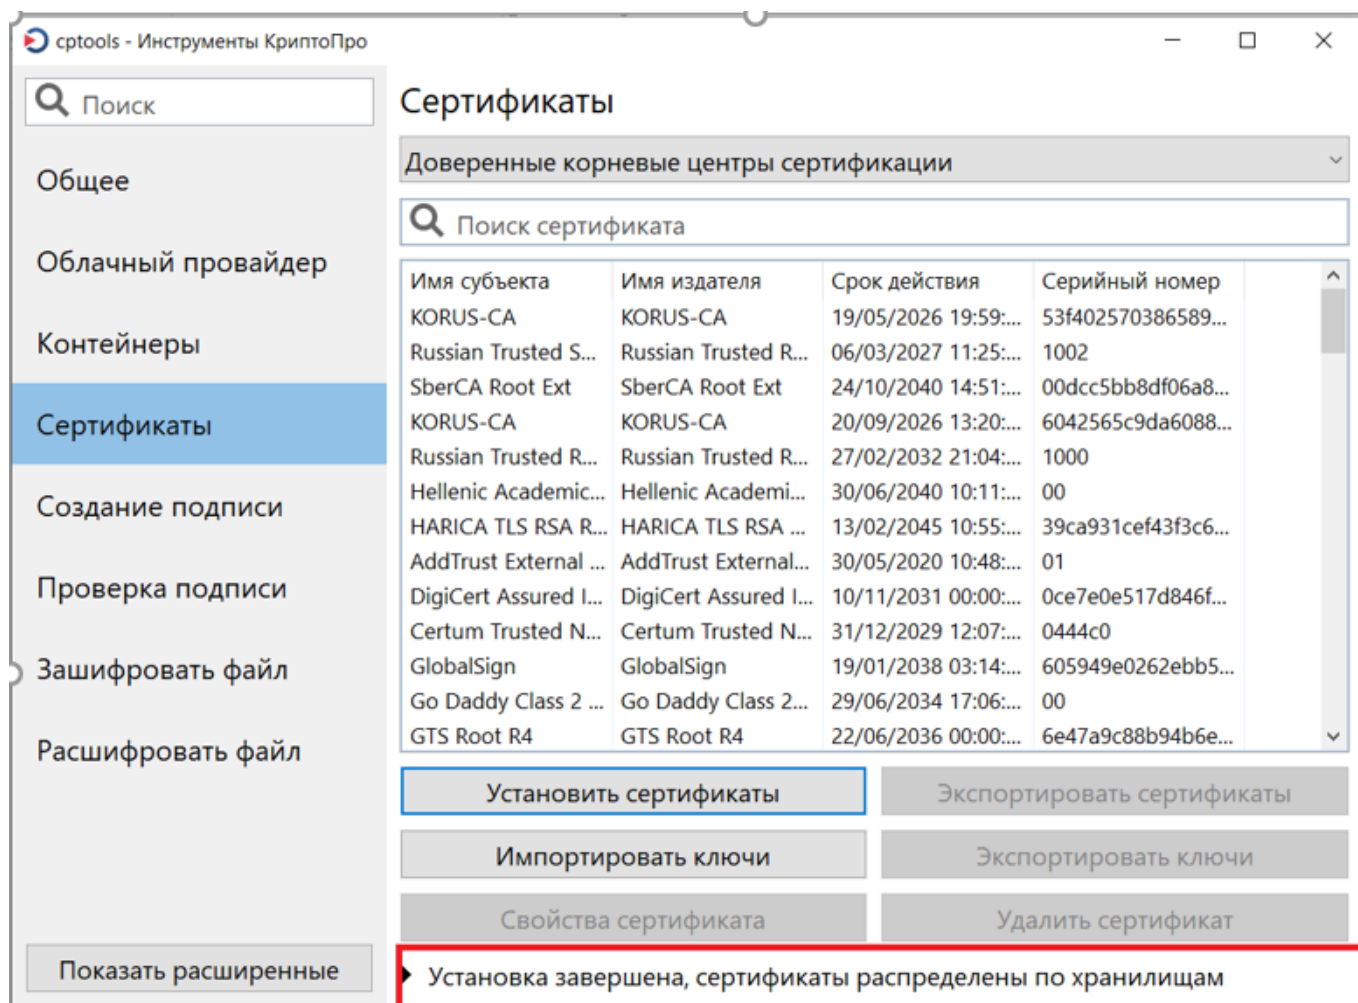 cptools - Инструменты КриптоПро
Поиск
Общее
Облачный провайдер
Контейнеры
Сертификаты
Создание подписи
Проверка подписи
Зашифровать файл
Расшифровать файл
Показать расширенные
Сертификаты
Доверенные корневые центры сертификации
Поиск сертификата
Имя субъекта Имя издателя Срок действия Серийный номер
KORUS-CA KORUS-CA 19/05/2026 19:59:... 53f402570386589...
Russian Trusted S... Russian Trusted R... 06/03/2027 11:25:... 1002
SberCA Root Ext SberCA Root Ext 24/10/2040 14:51:... 00dcc5bb8df06a8...
KORUS-CA KORUS-CA 20/09/2026 13:20:... 6042565c9da6088...
Russian Trusted R... Russian Trusted R... 27/02/2032 21:04:... 1000
Hellenic Academic... Hellenic Academi... 30/06/2040 10:11:... 00
HARICA TLS RSA R... HARICA TLS RSA ... 13/02/2045 10:55:... 39ca931cef43f3c6...
AddTrust External ... AddTrust External... 30/05/2020 10:48:... 01
DigiCert Assured I... DigiCert Assured I... 10/11/2031 00:00:... 0ce7e0e517d846f...
Certum Trusted N... Certum Trusted N... 31/12/2029 12:07:... 0444c0
GlobalSign GlobalSign 19/01/2038 03:14:... 605949e0262ebb5...
Go Daddy Class 2 ... Go Daddy Class 2... 29/06/2034 17:06:... 00
GTS Root R4 GTS Root R4 22/06/2036 00:00:... 6e47a9c88b94b6e...
Установить сертификаты Экспортировать сертификаты
Импортировать ключи Экспортировать ключи
Свойства сертификата Удалить сертификат
Установка завершена, сертификаты распределены по хранилищам